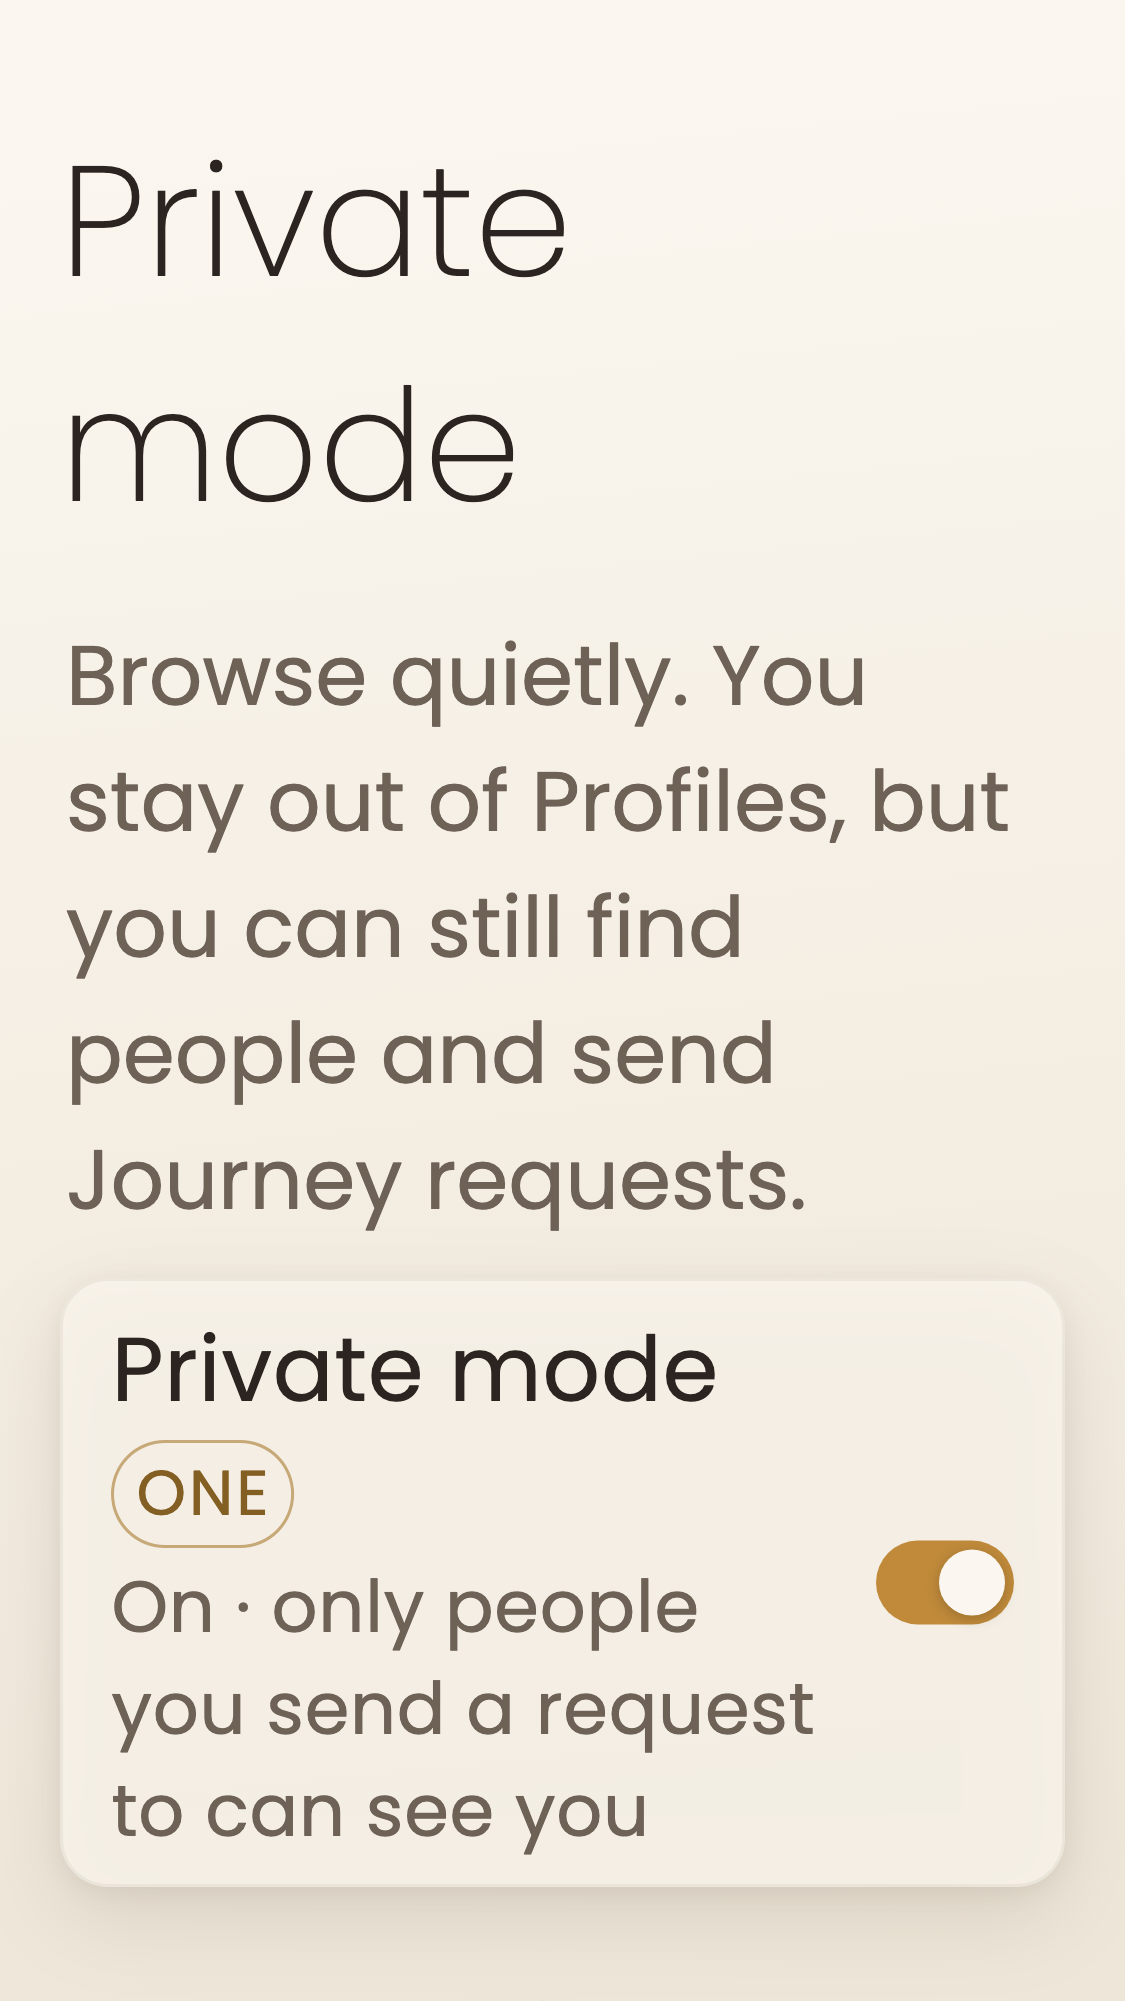 Private
mode
Browse quietly. You
stay out of Profiles, but
you can still find
people and send
Journey requests.
Private mode
ONE
On · only people
you send a request
to can see you